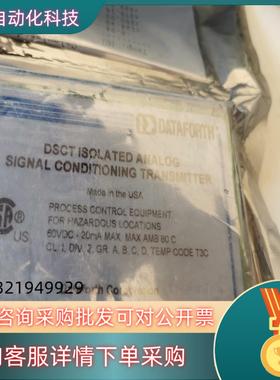 自动化科技
DATAFORTH
DSCT ISOLATED ANALOG
SIGNAL CONDITIONING TRANSMITTER
Made in the USA
PROCESS CONTROL EQUIPMENT
FOR HAZARDOUS LOCATIONS
60VDC - 20mA MAX, MAX AMB 80 C
CL I, DIV 2, GR. A, B, C, D, TEMP CODE T3C
US
821949929
咨询采购批发可对公开票
客服详情下单采购